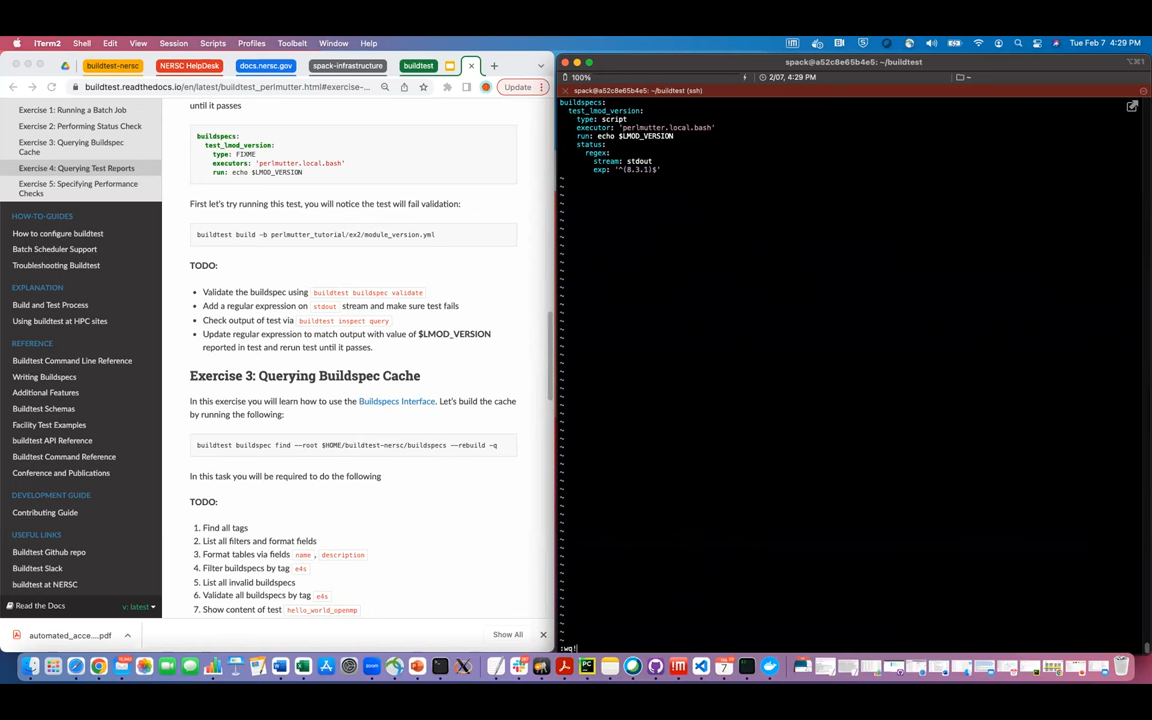 iTerm2 Shell Edit View Session Scripts Profiles Toolbelt Window Help
Tue Feb 7 4:29 PM
buildtest-nersc NERSC HelpDesk docs.nersc.gov spack-infrastructure buildtest
buildtest.readthedocs.io/en/latest/buildtest_perlmutter.html#exercise-...
Update
Exercise 1: Running a Batch Job
Exercise 2: Performing Status Check
Exercise 3: Querying Buildspec
Cache
Exercise 4: Querying Test Reports
Exercise 5: Specifying Performance
Checks
HOW-TO-GUIDES
How to configure buildtest
Batch Scheduler Support
Troubleshooting Buildtest
EXPLANATION
Build and Test Process
Using buildtest at HPC sites
REFERENCE
Buildtest Command Line Reference
Writing Buildspecs
Additional Features
Buildtest Schemas
Facility Test Examples
buildtest API Reference
Buildtest Command Reference
Conference and Publications
DEVELOPMENT GUIDE
Contributing Guide
USEFUL LINKS
Buildtest Github repo
Buildtest Slack
buildtest at NERSC
Read the Docs
v: latest
until it passes
buildspecs:
test_lmod_version:
type: FIXME
executors: 'perlmutter.local.bash'
run: echo $LMOD_VERSION
First let's try running this test, you will notice the test will fail validation:
buildtest build -b perlmutter_tutorial/ex2/module_version.yml
TODO:
Validate the buildspec using buildtest buildspec validate
Add a regular expression on stdout stream and make sure test fails
Check output of test via buildtest inspect query
Update regular expression to match output with value of $LMOD_VERSION
reported in test and rerun test until it passes.
Exercise 3: Querying Buildspec Cache
In this exercise you will learn how to use the Buildspecs Interface. Let's build the cache
by running the following:
buildtest buildspec find --root $HOME/buildtest-nersc/buildspecs --rebuild -q
In this task you will be required to do the following
TODO:
1. Find all tags
2. List all filters and format fields
3. Format tables via fields name , description
4. Filter buildspecs by tag e4s
5. List all invalid buildspecs
6. Validate all buildspecs by tag e4s
7. Show content of test hello_world_openmp
automated_acce....pdf
Show All
spack@a52c8e65b4e5: ~/buildtest
⌥⌘1
100%
2/07, 4:29 PM
~
spack@a52c8e65b4e5: ~/buildtest (ssh)
buildspecs:
test_lmod_version:
type: script
executor: 'perlmutter.local.bash'
run: echo $LMOD_VERSION
status:
regex:
stream: stdout
exp: '^(8.3.1)$'
:wq!